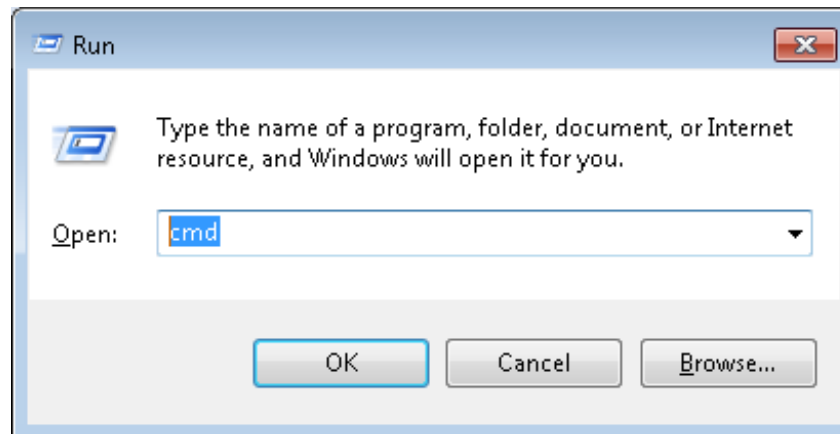 Run
Type the name of a program, folder, document, or Internet
resource, and Windows will open it for you.
Open: cmd
OK Cancel Browse...